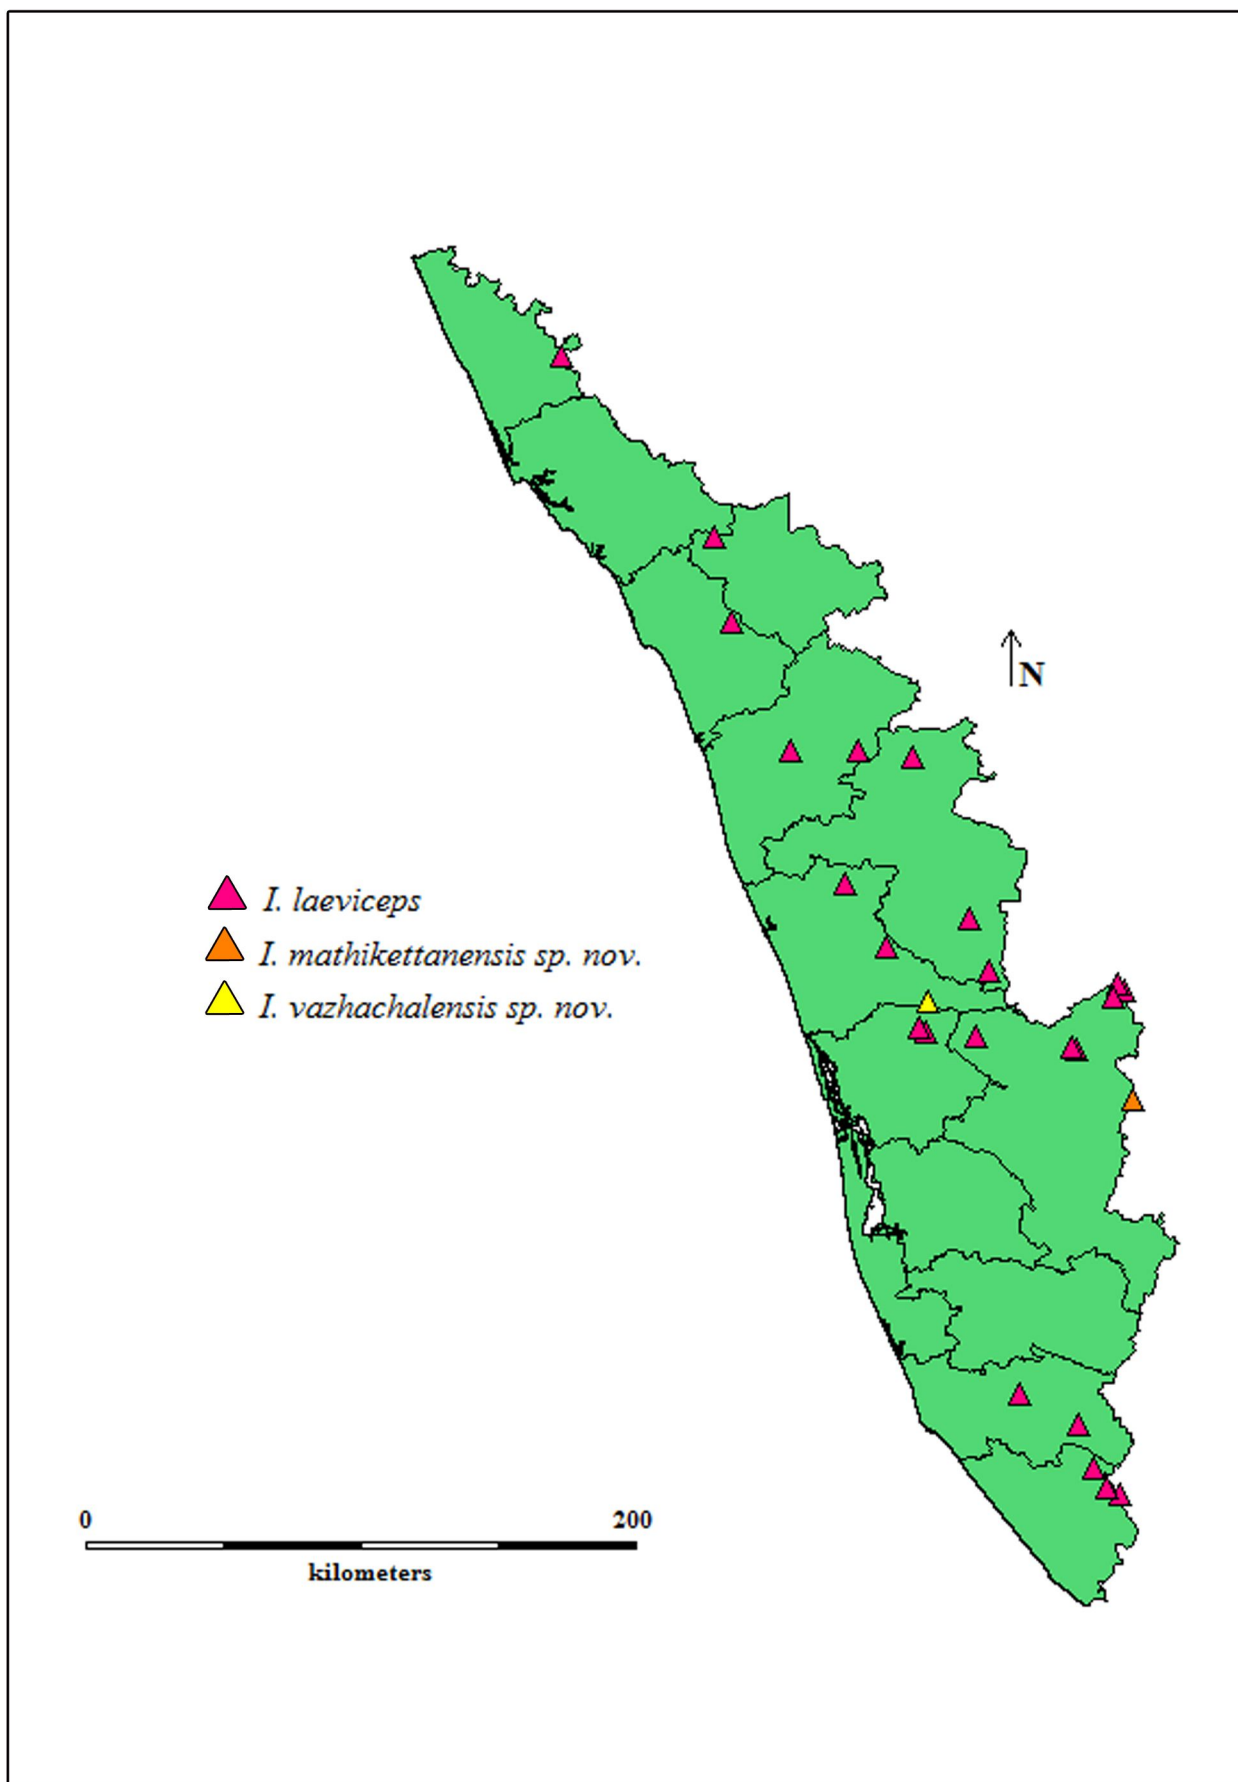 N
I. laeviceps
I. mathikettanensis sp. nov.
I. vazhachalensis sp. nov.
0 200
kilometers